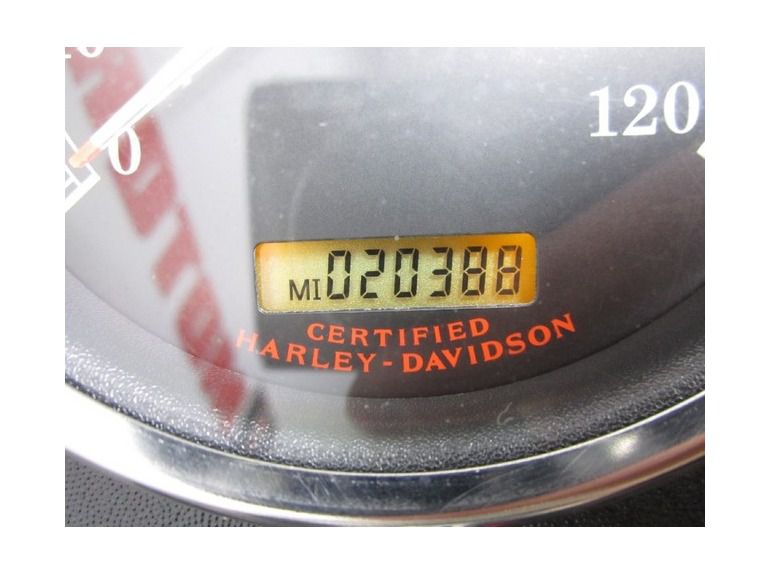 0
120
MI 020388
CERTIFIED
HARLEY-DAVIDSON